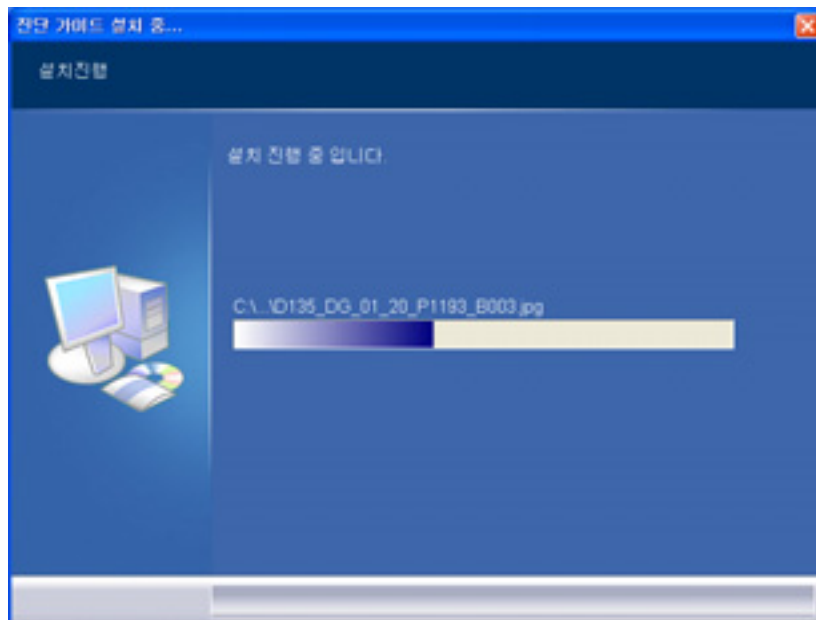 진단 가이드 설치 중...
설치진행
설치 진행 중 입니다.
C:\...\D135_DG_01_20_P1193_B003.jpg